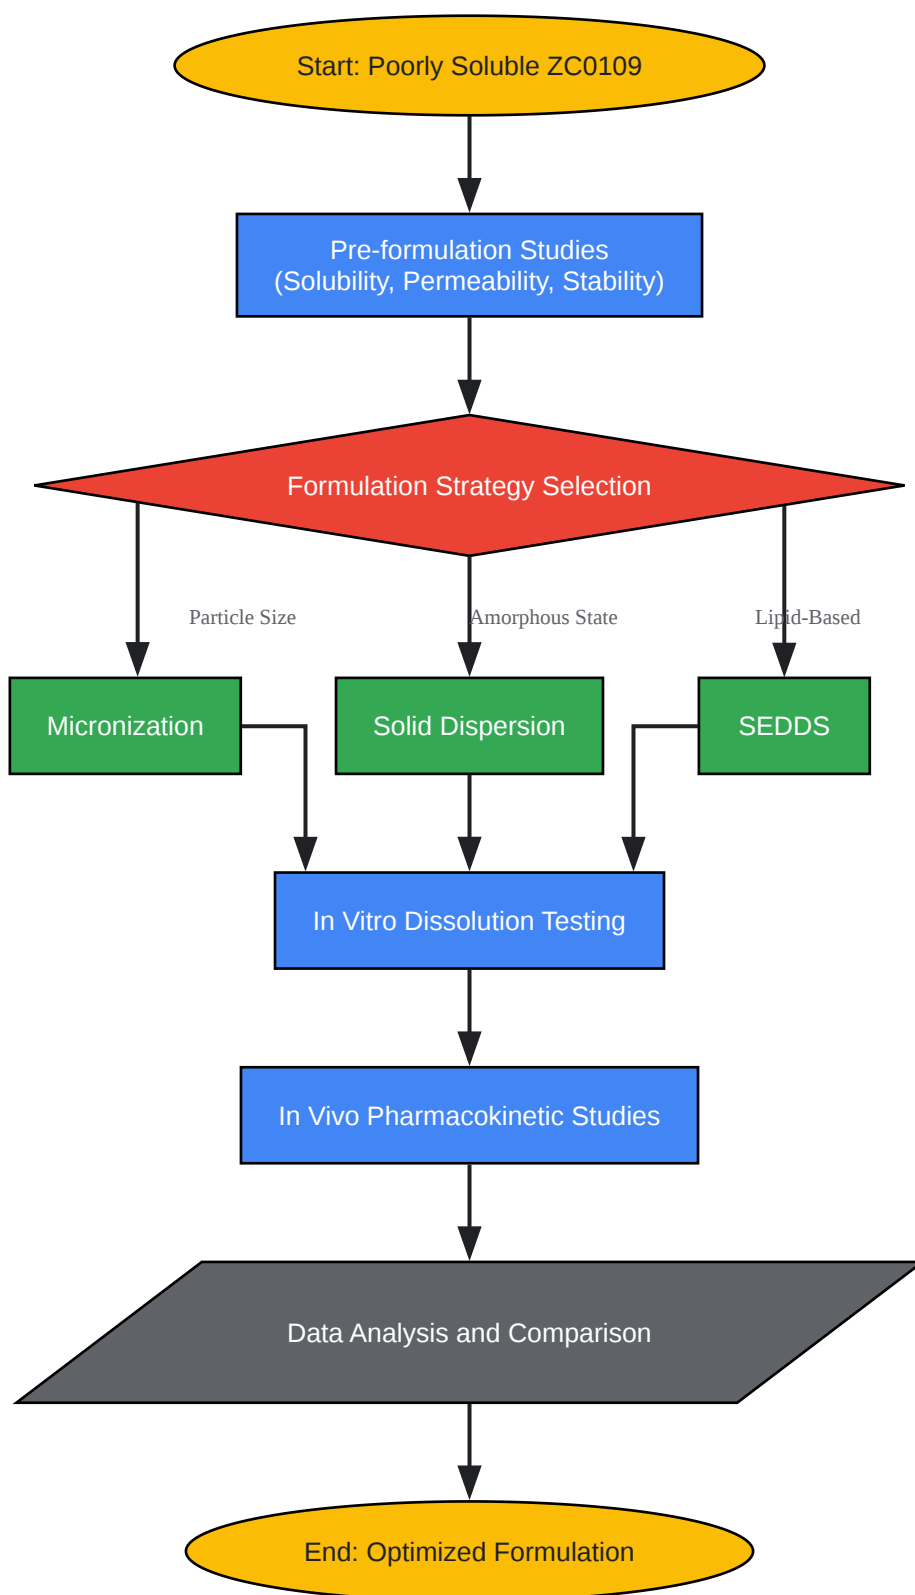 Start: Poorly Soluble ZC0109
Pre-formulation Studies
(Solubility, Permeability, Stability)
Formulation Strategy Selection
Particle Size
Amorphous State
Lipid-Based
Micronization
Solid Dispersion
SEDDS
In Vitro Dissolution Testing
In Vivo Pharmacokinetic Studies
Data Analysis and Comparison
End: Optimized Formulation